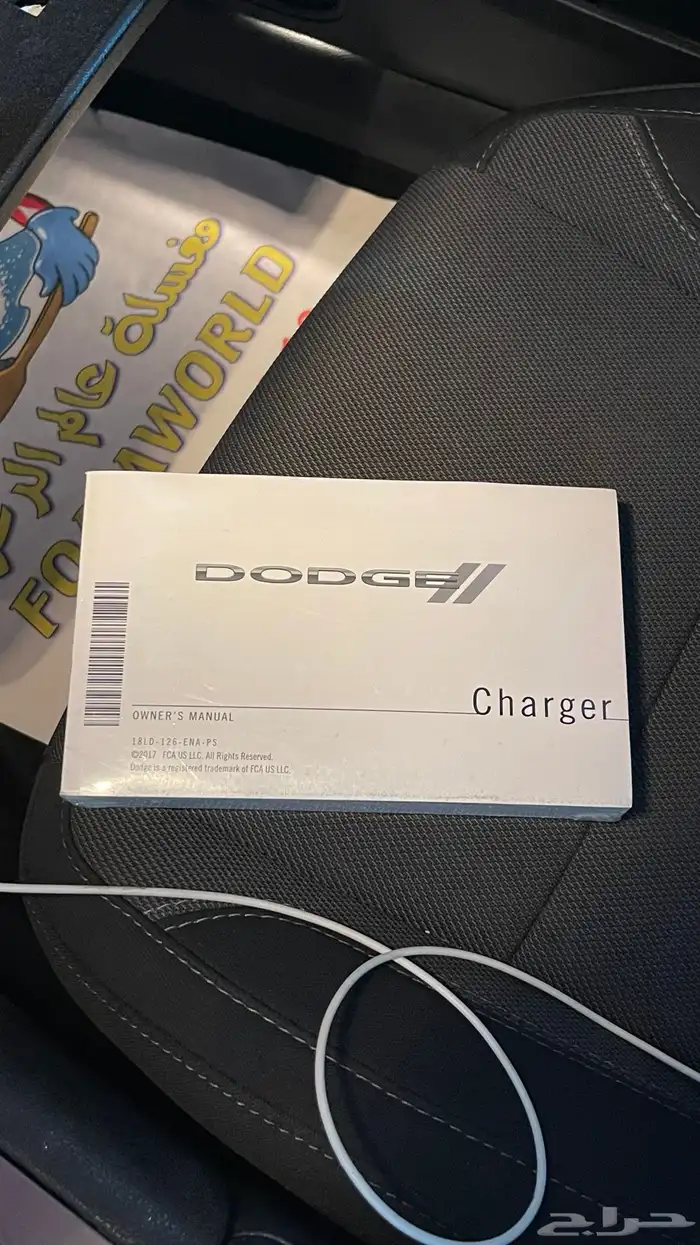 مغسلة عالم الر
WORLD
DODGE
Charger
OWNER'S MANUAL
18LD-126-ENA-PS
©2017 FCA US LLC. All Rights Reserved.
Dodge is a registered trademark of FCA US LLC.
حراج